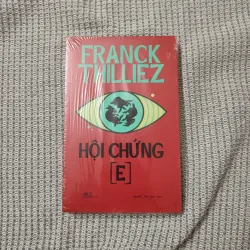 FRANCK
THILLIEZ
HỘI CHỨNG
[E]